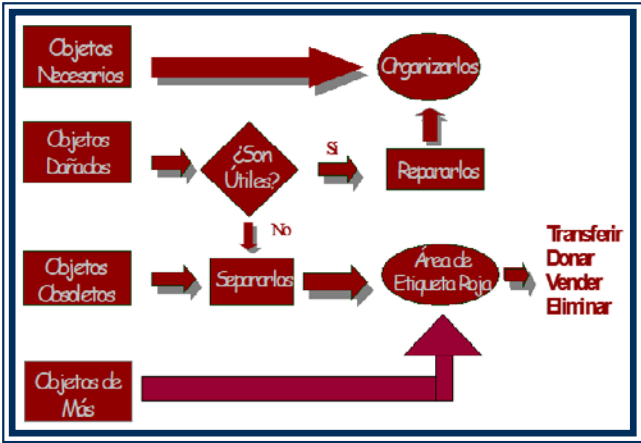 Objetos
Necesarios
Organizarlos
Objetos
Dañados
¿Son
Útiles?
Sí
Repararlos
No
Objetos
Obsoletos
Separarlos
Área de
Etiqueta Roja
Transferir
Donar
Vender
Eliminar
Objetos de
Más